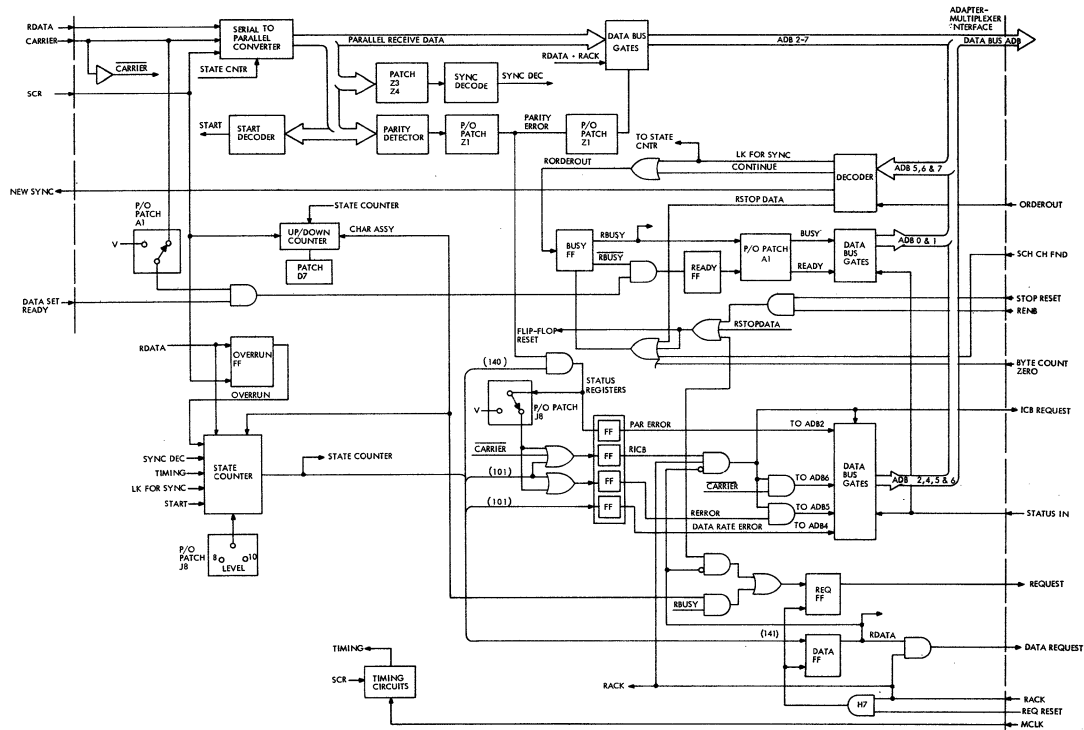 ADAPTER-
MULTIPLEXER
INTERFACE
RDATA
CARRIER
SERIAL TO
PARALLEL
CONVERTER
PARALLEL RECEIVE DATA
DATA BUS
GATES
ADB 2-7
DATA BUS ADB
CARRIER
STATE CNTR
RDATA • RACK
SCR
PATCH
Z3
Z4
SYNC
DECODE
SYNC DEC
START
START
DECODER
PARITY
DETECTOR
P/O
PATCH
Z1
PARITY
ERROR
P/O
PATCH
Z1
TO STATE
CNTR
RORDEROUT
LK FOR SYNC
CONTINUE
DECODER
ADB 5, 6 & 7
NEW SYNC
RSTOP DATA
ORDEROUT
P/O
PATCH
A1
V
STATE COUNTER
UP/DOWN
COUNTER
CHAR ASSY
PATCH
D7
BUSY
FF
RBUSY
RBUSY
READY
FF
P/O PATCH
A1
BUSY
READY
DATA
BUS
GATES
ADB 0 & 1
SCH CH FND
DATA SET
READY
STOP RESET
RENB
FLIP-FLOP
RESET
RSTOPDATA
BYTE COUNT
ZERO
RDATA
OVERRUN
FF
OVERRUN
(140)
STATUS
REGISTERS
V
P/O PATCH
J8
ICB REQUEST
FF
PAR ERROR
TO ADB2
CARRIER
FF
RICB
DATA
BUS
GATES
SYNC DEC
TIMING
LK FOR SYNC
START
STATE
COUNTER
STATE COUNTER
(101)
FF
CARRIER
TO ADB6
ADB 2,4,5 & 6
(101)
FF
RERROR
TO ADB5
DATA RATE ERROR
TO ADB4
STATUS IN
P/O
PATCH
J8
8
10
LEVEL
RBUSY
REQ
FF
REQUEST
(141)
DATA
FF
RDATA
DATA REQUEST
TIMING
SCR
TIMING
CIRCUITS
RACK
H7
RACK
REQ RESET
MCLK